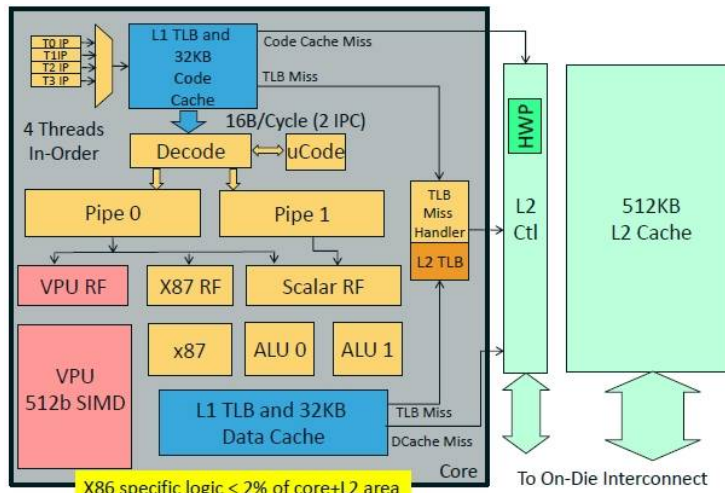 T0 IP
T1IP
T2 IP
T3 IP
L1 TLB and
32KB
Code
Cache
Code Cache Miss
TLB Miss
4 Threads
In-Order
16B/Cycle (2 IPC)
Decode
uCode
Pipe 0
Pipe 1
TLB
Miss
Handler
L2 TLB
HWP
L2
Ctl
512KB
L2 Cache
VPU RF
X87 RF
Scalar RF
VPU
512b SIMD
x87
ALU 0
ALU 1
L1 TLB and 32KB
Data Cache
TLB Miss
DCache Miss
X86 specific logic < 2% of core+L2 area
Core
To On-Die Interconnect